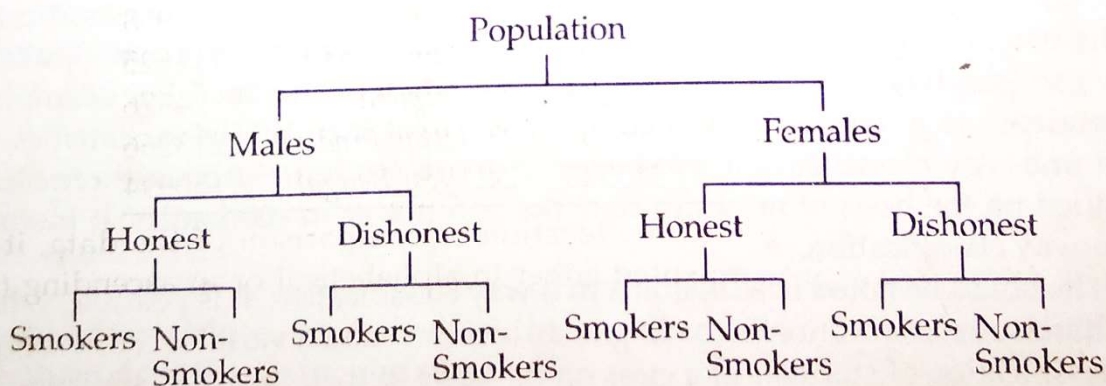 Population
Males Females
Honest Dishonest Honest Dishonest
Smokers Non- Smokers Non- Smokers Non- Smokers Non-
Smokers Smokers Smokers Smokers